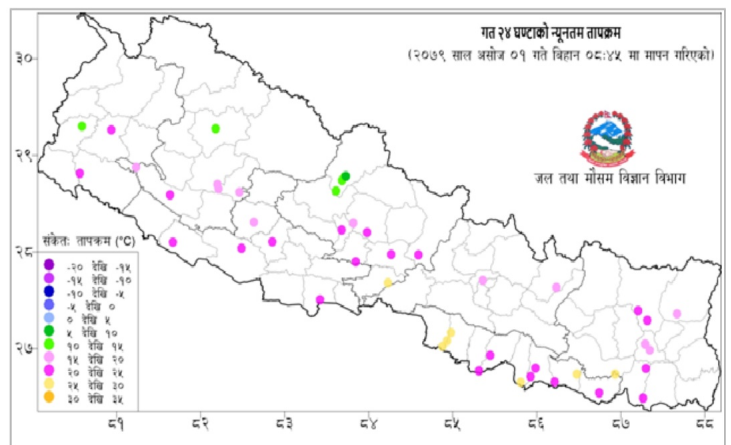 गत २४ घण्टाको न्यूनतम तापक्रम
(२०७९ साल असोज ०१ गते बिहान ०८:४५ मा मापन गरिएको)
३०
२९
२८
२७
जल तथा मौसम विज्ञान विभाग
संकेतः तापक्रम (°C)
-२० देखि -१५
-१५ देखि -१०
-१० देखि -५
-५ देखि ०
० देखि ५
५ देखि १०
१० देखि १५
१५ देखि २०
२० देखि २५
२५ देखि ३०
३० देखि ३५
८१ ८२ ८३ ८४ ८५ ८६ ८७ ८८